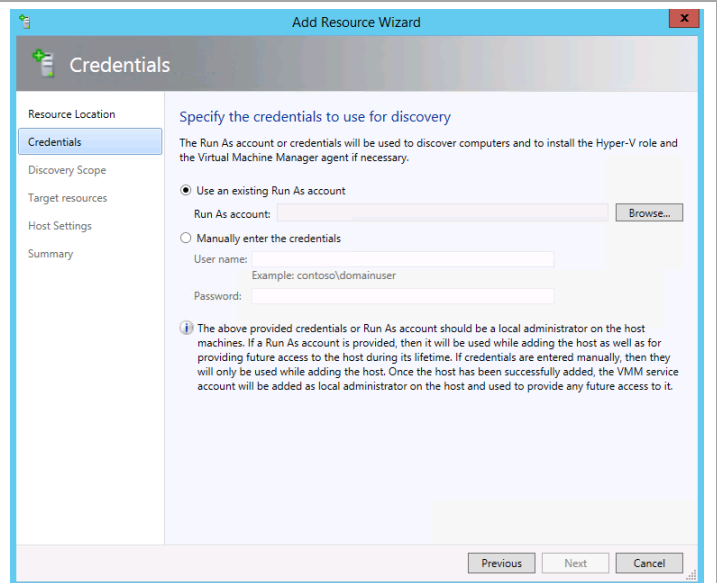 Add Resource Wizard
x
Credentials
Resource Location
Credentials
Discovery Scope
Target resources
Host Settings
Summary
Specify the credentials to use for discovery
The Run As account or credentials will be used to discover computers and to install the Hyper-V role and
the Virtual Machine Manager agent if necessary.
Use an existing Run As account
Run As account:
Browse...
Manually enter the credentials
User name:
Example: contoso\domainuser
Password:
The above provided credentials or Run As account should be a local administrator on the host
machines. If a Run As account is provided, then it will be used while adding the host as well as for
providing future access to the host during its lifetime. If credentials are entered manually, then they
will only be used while adding the host. Once the host has been successfully added, the VMM service
account will be added as local administrator on the host and used to provide any future access to it.
Previous
Next
Cancel